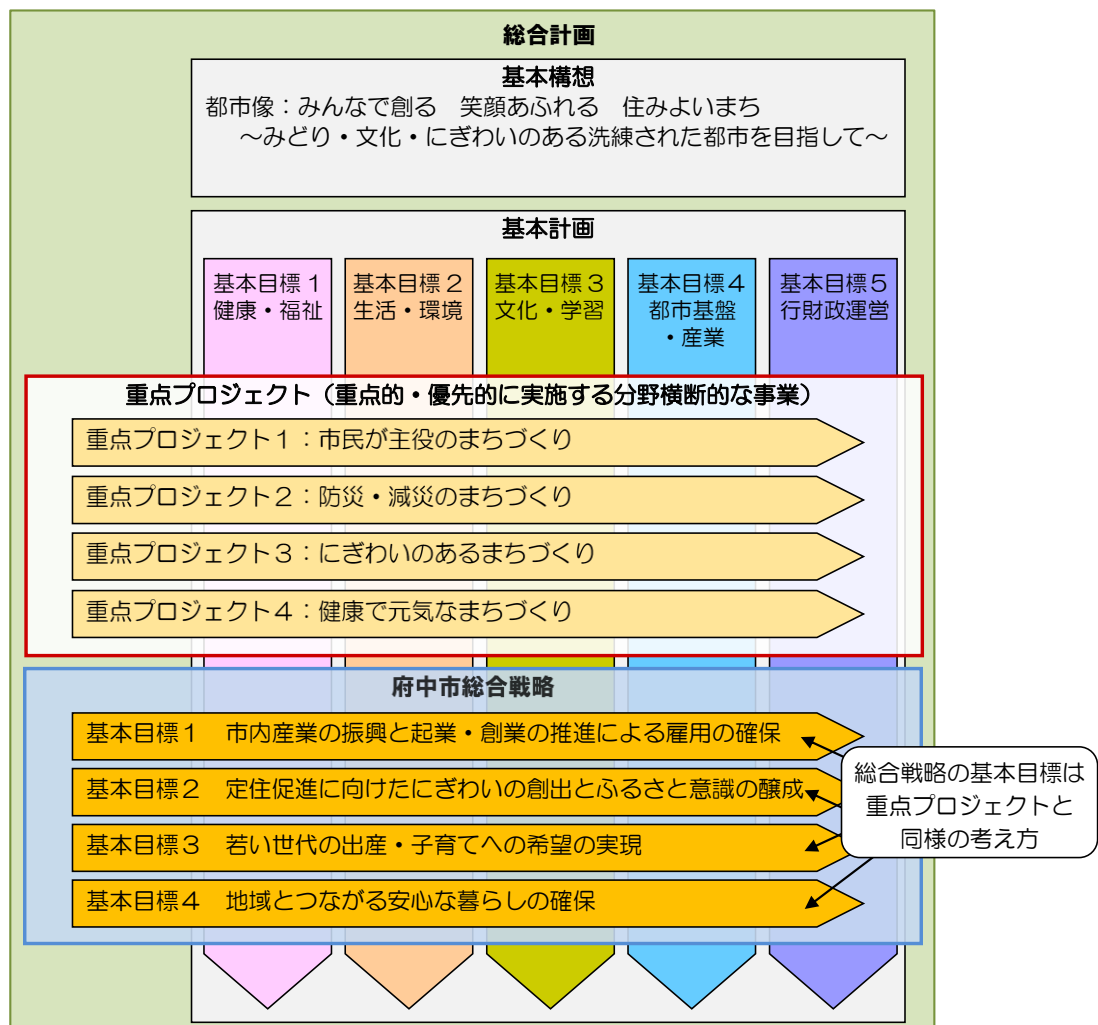 総合計画
基本構想
都市像：みんなで創る　笑顔あふれる　住みよいまち
～みどり・文化・にぎわいのある洗練された都市を目指して～
基本計画
基本目標１
健康・福祉
基本目標２
生活・環境
基本目標３
文化・学習
基本目標４
都市基盤
・産業
基本目標５
行財政運営
重点プロジェクト（重点的・優先的に実施する分野横断的な事業）
重点プロジェクト１：市民が主役のまちづくり
重点プロジェクト２：防災・減災のまちづくり
重点プロジェクト３：にぎわいのあるまちづくり
重点プロジェクト４：健康で元気なまちづくり
府中市総合戦略
基本目標１　市内産業の振興と起業・創業の推進による雇用の確保
基本目標２　定住促進に向けたにぎわいの創出とふるさと意識の醸成
基本目標３　若い世代の出産・子育てへの希望の実現
基本目標４　地域とつながる安心な暮らしの確保
総合戦略の基本目標は
重点プロジェクトと
同様の考え方